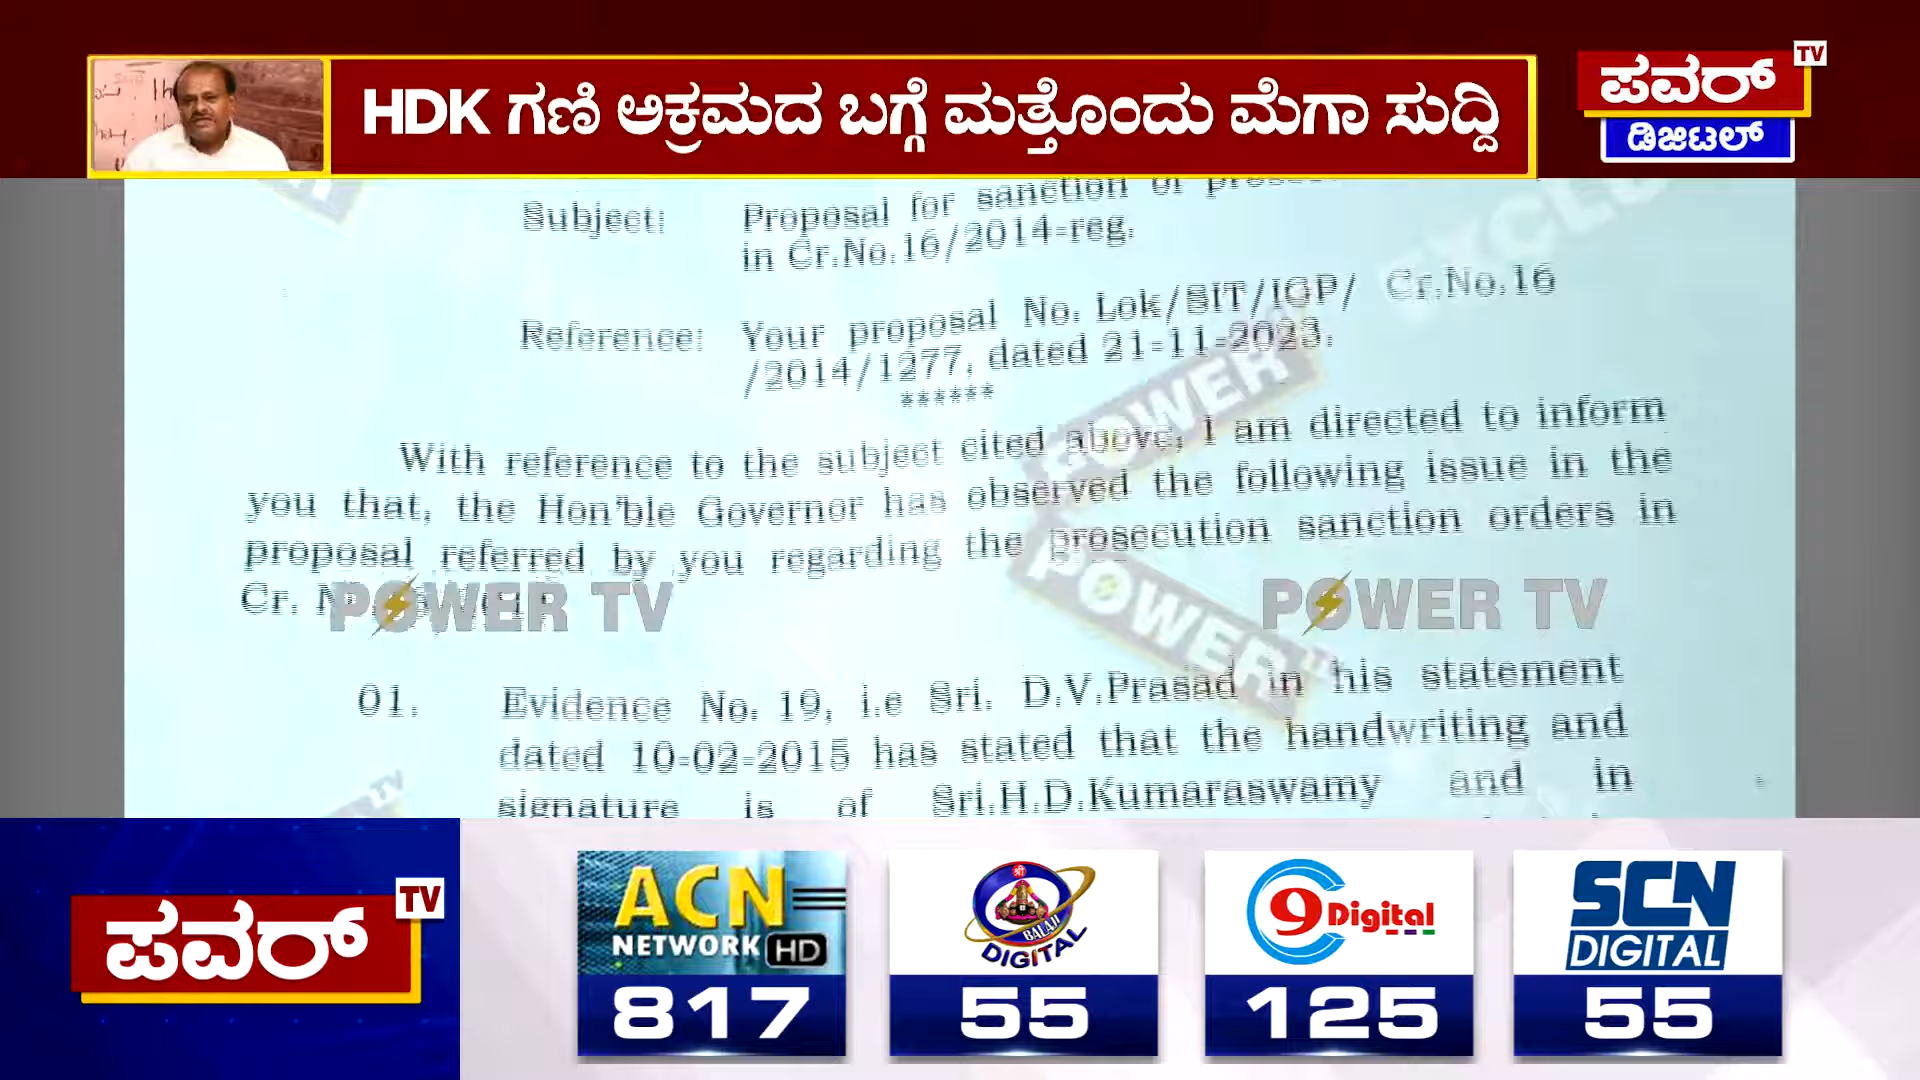 HDK ಗಣಿ ಅಕ್ರಮದ ಬಗ್ಗೆ ಮತ್ತೊಂದು ಮೆಗಾ ಸುದ್ದಿ
ಪವರ್ TV
ಡಿಜಿಟಲ್
Subject: Proposal for sanction of
in Cr.No.16/2014-reg.
Reference: Your proposal No. Lok/SIT/IGP/ Cr.No.16
/2014/1277, dated 21-11-2023.
******
With reference to the subject cited above, I am directed to inform
you that, the Hon'ble Governor has observed the following issue in the
proposal referred by you regarding the prosecution sanction orders in
Cr.
POWER TV
POWER TV
POWER
POWER
01. Evidence No. 19, i.e Sri. D.V.Prasad in his statement
dated 10-02-2015 has stated that the handwriting and
signature is of Sri.H.D.Kumaraswamy and in
ಪವರ್ TV
ACN
NETWORK HD
817
BALAJI
DIGITAL
55
C9 Digital
125
SCN
DIGITAL
55